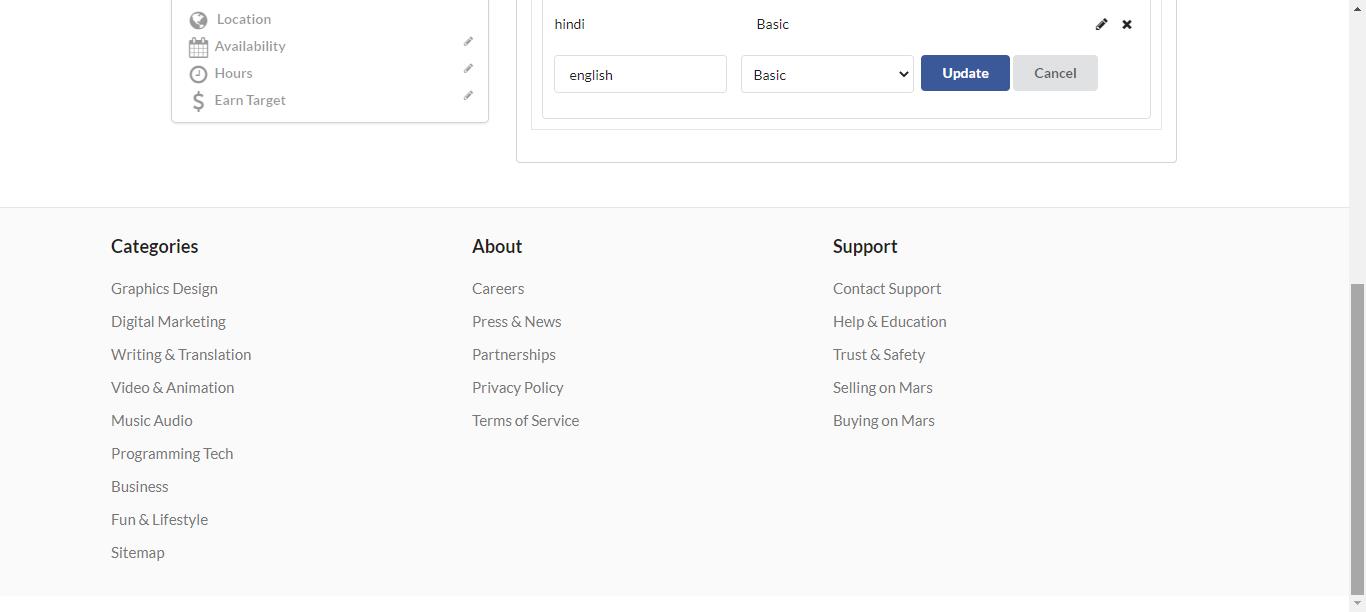 Location
Availability
Hours
Earn Target
hindi Basic
english Basic Update Cancel
Categories
Graphics Design
Digital Marketing
Writing & Translation
Video & Animation
Music Audio
Programming Tech
Business
Fun & Lifestyle
Sitemap
About
Careers
Press & News
Partnerships
Privacy Policy
Terms of Service
Support
Contact Support
Help & Education
Trust & Safety
Selling on Mars
Buying on Mars